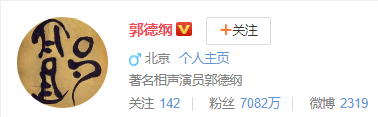 郭德纲 +关注
北京 个人主页
著名相声演员郭德纲
关注 142 | 粉丝 7082万 | 微博 2319